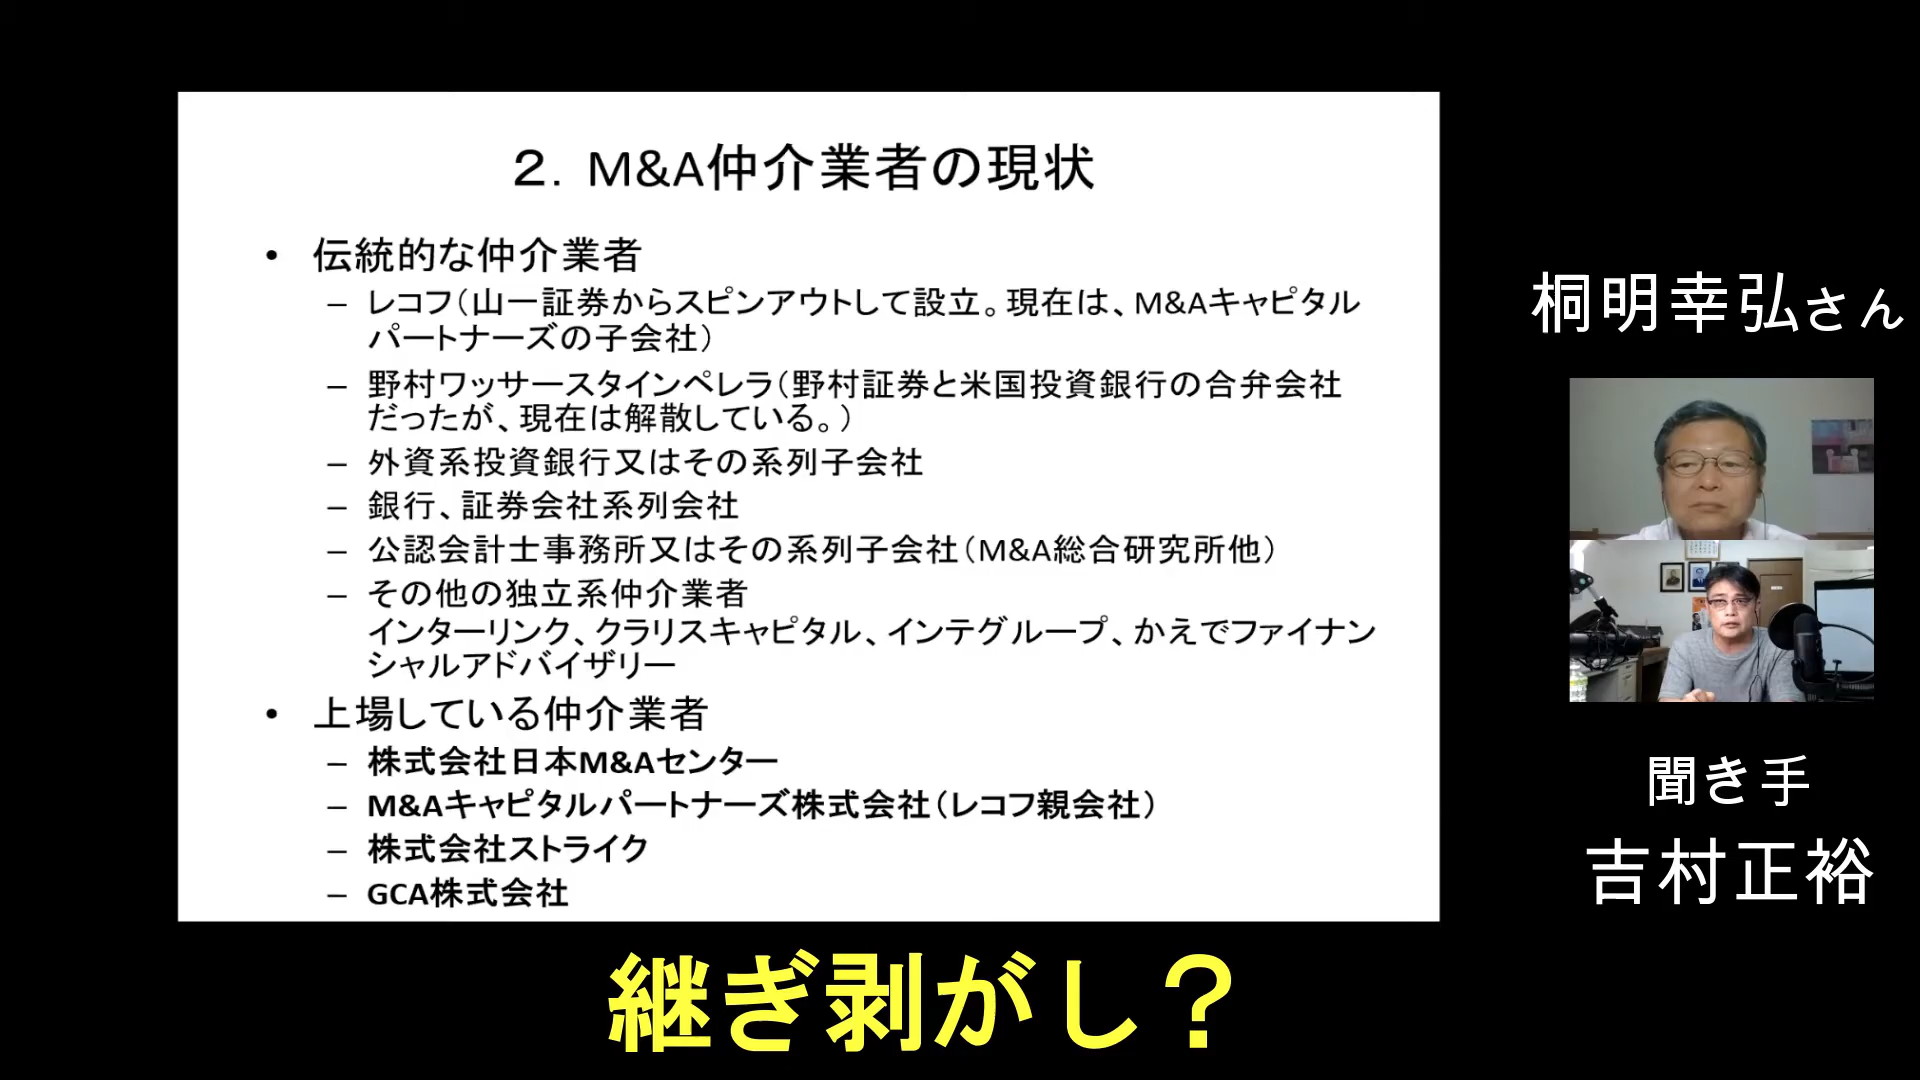 ２．M&A仲介業者の現状
• 伝統的な仲介業者
– レコフ（山一証券からスピンアウトして設立。現在は、M&Aキャピタル
パートナーズの子会社）
– 野村ワッサースタインペレラ（野村証券と米国投資銀行の合弁会社
だったが、現在は解散している。）
– 外資系投資銀行又はその系列子会社
– 銀行、証券会社系列会社
– 公認会計士事務所又はその系列子会社（M&A総合研究所他）
– その他の独立系仲介業者
インターリンク、クラリスキャピタル、インテグループ、かえでファイナン
シャルアドバイザリー
• 上場している仲介業者
– 株式会社日本M&Aセンター
– M&Aキャピタルパートナーズ株式会社（レコフ親会社）
– 株式会社ストライク
– GCA株式会社
桐明幸弘さん
聞き手
吉村正裕
継ぎ剥がし？